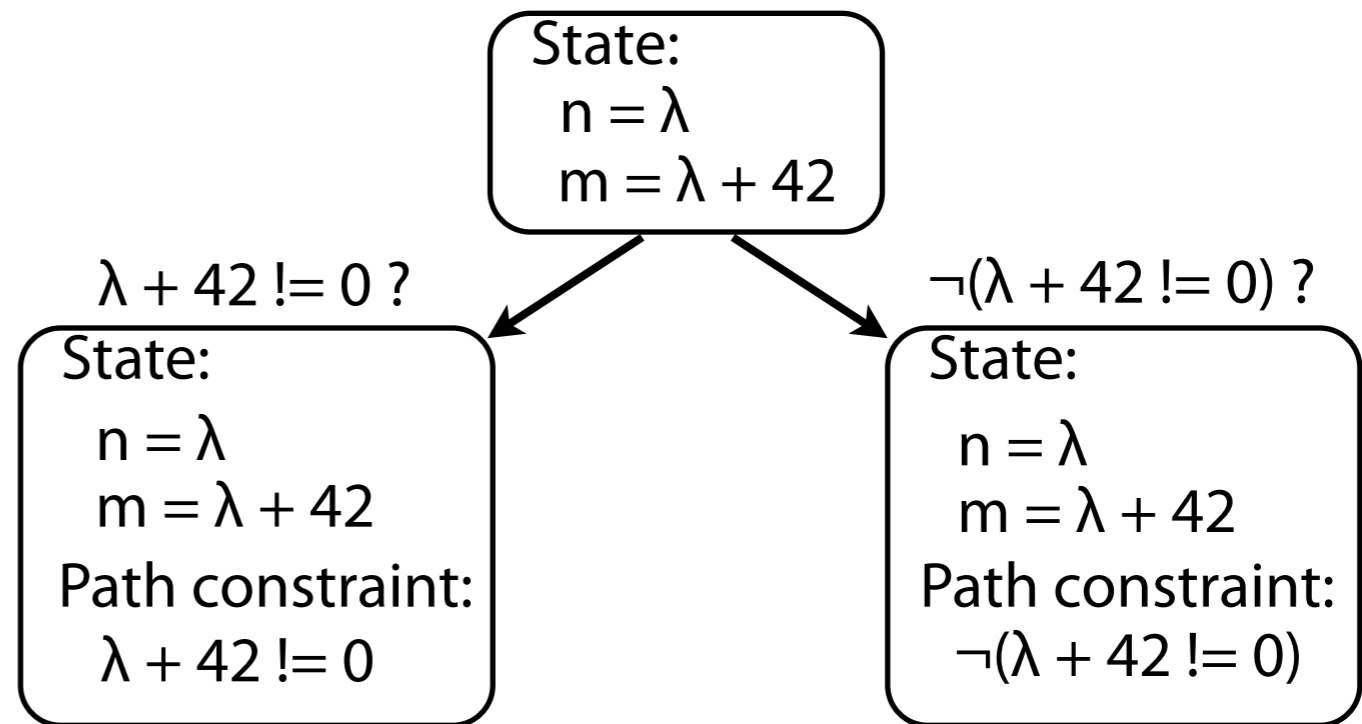 State:
n = λ
m = λ + 42
λ + 42 != 0 ?
¬(λ + 42 != 0) ?
State:
n = λ
m = λ + 42
Path constraint:
λ + 42 != 0
State:
n = λ
m = λ + 42
Path constraint:
¬(λ + 42 != 0)